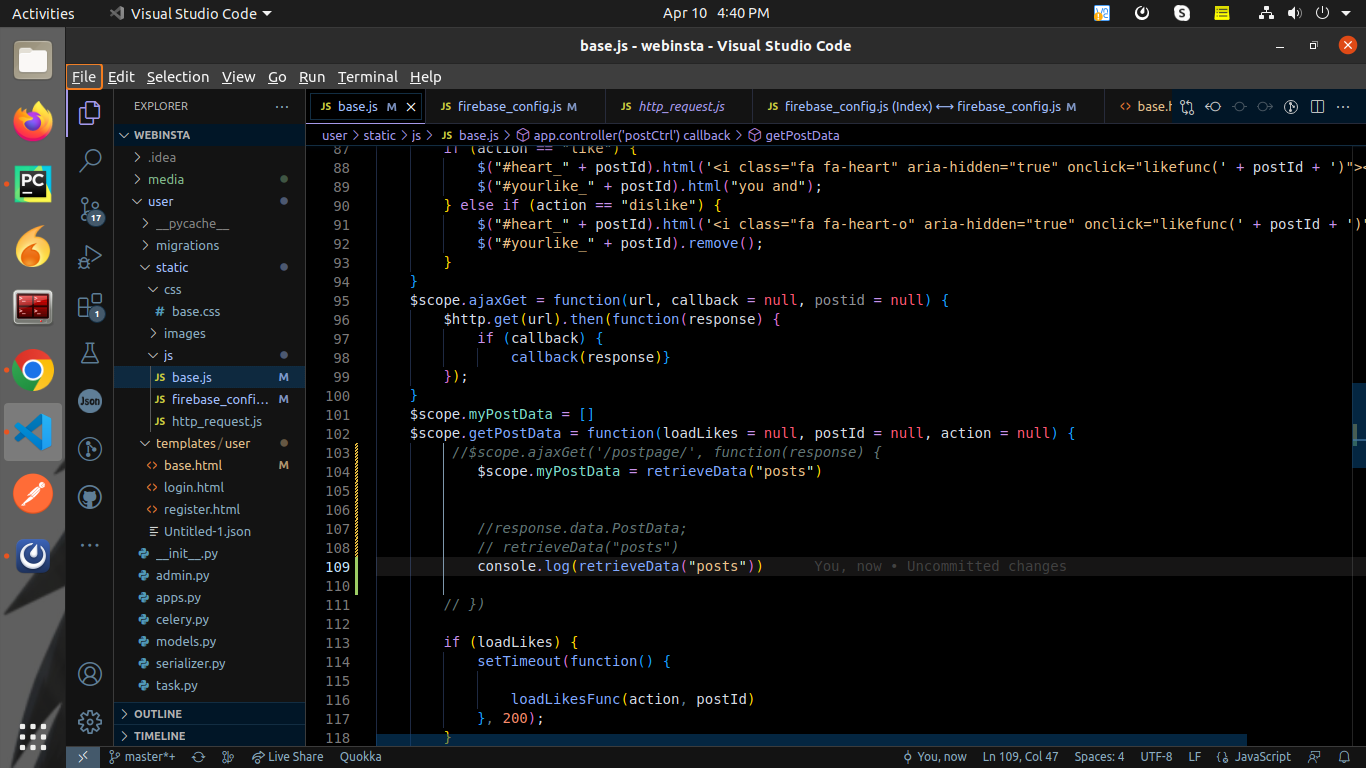 Activities Visual Studio Code Apr 10 4:40 PM
base.js - webinsta - Visual Studio Code
File Edit Selection View Go Run Terminal Help
EXPLORER ··· JS base.js M JS firebase_config.js M JS http_request.js JS firebase_config.js (Index) ⟷ firebase_config.js M <> base.h ···
WEBINSTA
user > static > js > JS base.js > app.controller('postCtrl') callback > getPostData
.idea
media
user
__pycache__
migrations
static
css
# base.css
images
js
JS base.js M
JS firebase_confi... M
JS http_request.js
templates/user
<> base.html M
<> login.html
<> register.html
Untitled-1.json
__init__.py
admin.py
apps.py
celery.py
models.py
serializer.py
task.py
OUTLINE
TIMELINE
17
1
Json
···
87 if (action == "like") {
88 $("#heart_" + postId).html('<i class="fa fa-heart" aria-hidden="true" onclick="likefunc(' + postId + ')"><
89 $("#yourlike_" + postId).html("you and");
90 } else if (action == "dislike") {
91 $("#heart_" + postId).html('<i class="fa fa-heart-o" aria-hidden="true" onclick="likefunc(' + postId + ')"
92 $("#yourlike_" + postId).remove();
93 }
94 }
95 $scope.ajaxGet = function(url, callback = null, postid = null) {
96 $http.get(url).then(function(response) {
97 if (callback) {
98 callback(response)}
99 });
100 }
101 $scope.myPostData = []
102 $scope.getPostData = function(loadLikes = null, postId = null, action = null) {
103 //$scope.ajaxGet('/postpage/', function(response) {
104 $scope.myPostData = retrieveData("posts")
105
106
107 //response.data.PostData;
108 // retrieveData("posts")
109 console.log(retrieveData("posts")) You, now • Uncommitted changes
110
111 // })
112
113 if (loadLikes) {
114 setTimeout(function() {
115
116 loadLikesFunc(action, postId)
117 }, 200);
118 }
master*+ Live Share Quokka You, now Ln 109, Col 47 Spaces: 4 UTF-8 LF {} JavaScript